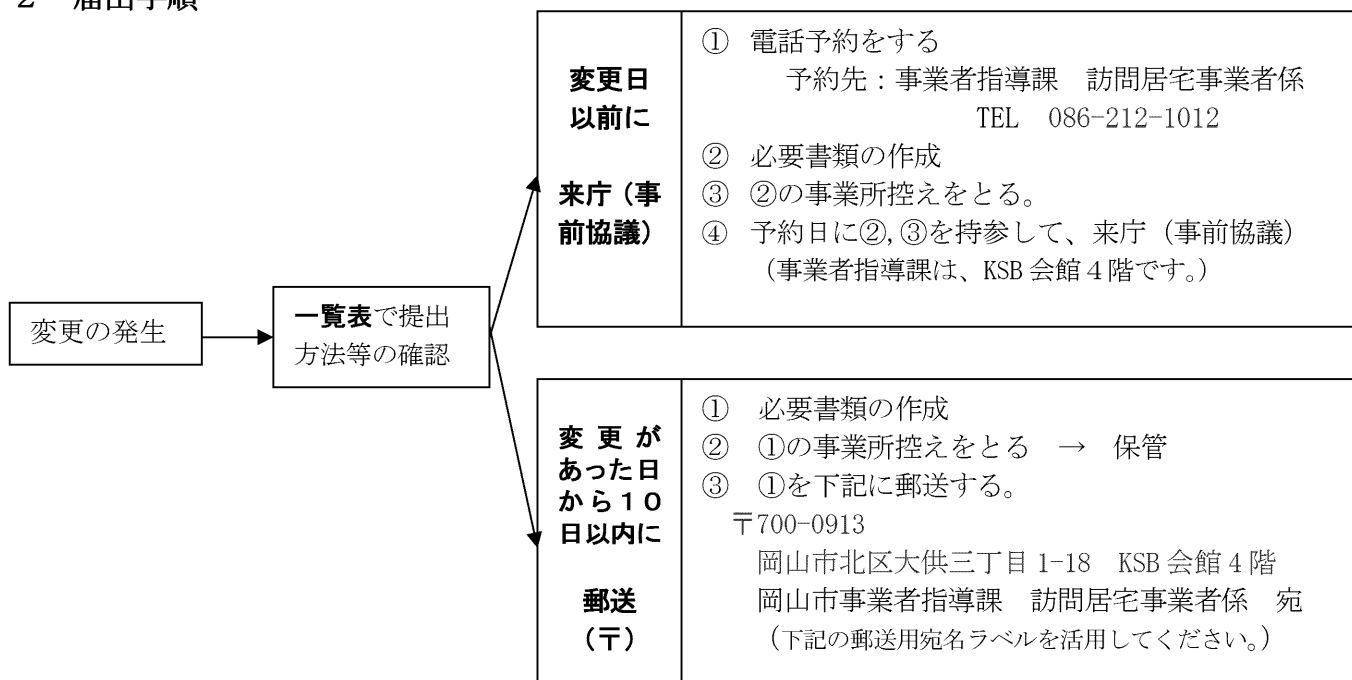 ２　届出手順
変更の発生
一覧表で提出
方法等の確認
変更日
以前に
来庁（事
前協議）
① 電話予約をする
予約先：事業者指導課　訪問居宅事業者係
TEL　086-212-1012
② 必要書類の作成
③ ②の事業所控えをとる。
④ 予約日に②,③を持参して、来庁（事前協議）
（事業者指導課は、KSB会館４階です。）
変更が
あった日
から１０
日以内に
郵送
（〒）
① 必要書類の作成
② ①の事業所控えをとる　→　保管
③ ①を下記に郵送する。
〒700-0913
岡山市北区大供三丁目1-18　KSB会館4階
岡山市事業者指導課　訪問居宅事業者係　宛
（下記の郵送用宛名ラベルを活用してください。）